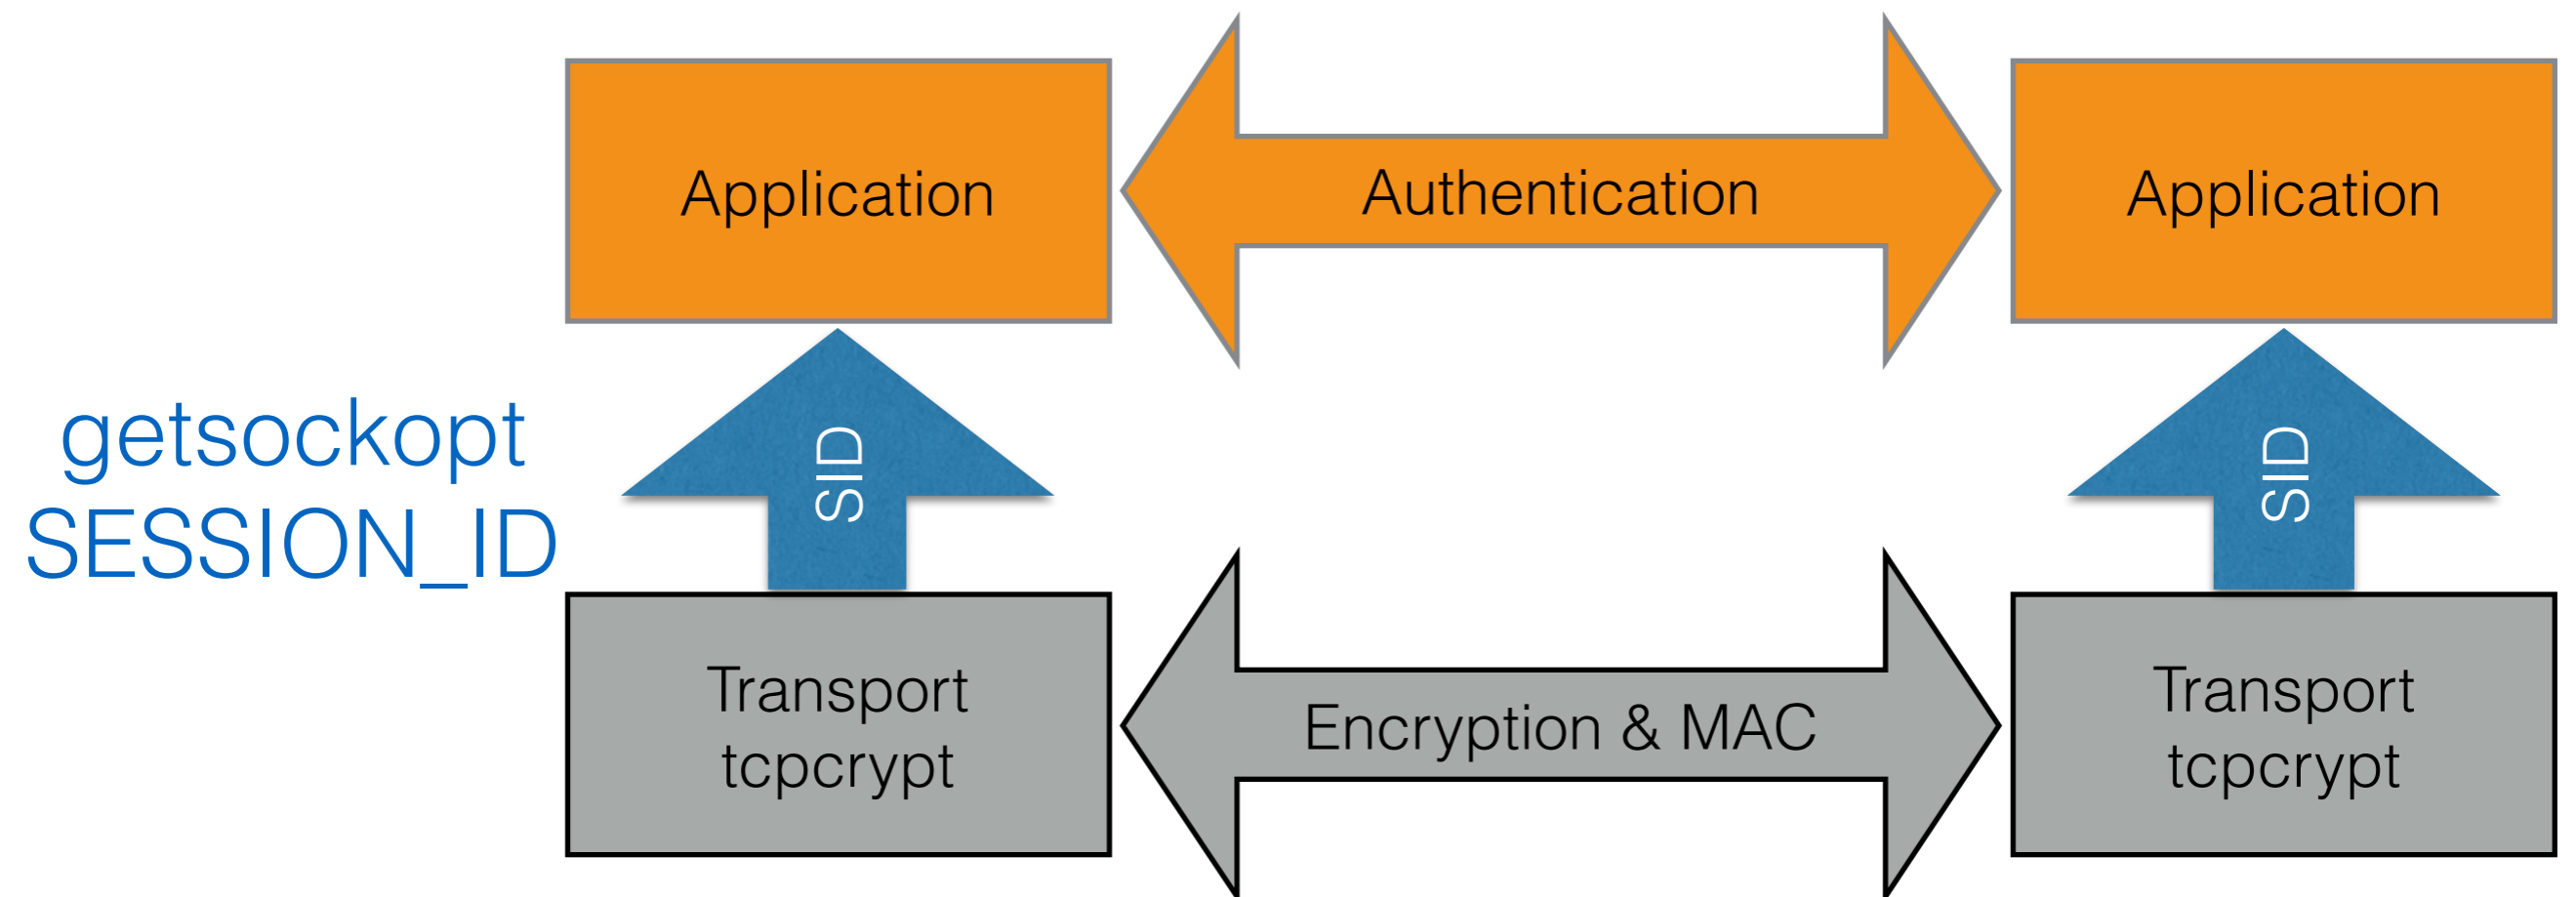 Application
Authentication
Application
getsockopt
SESSION_ID
SID
SID
Transport
tcpcrypt
Encryption & MAC
Transport
tcpcrypt